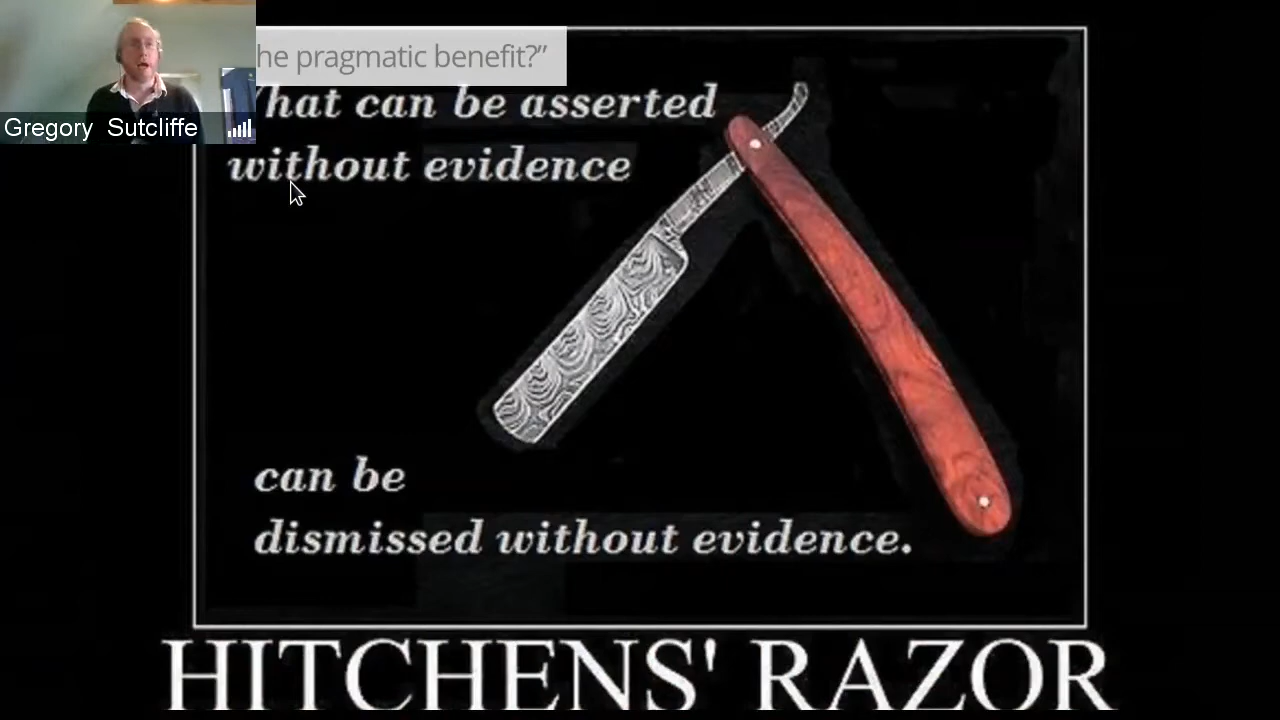 he pragmatic benefit?”
hat can be asserted
without evidence
Gregory Sutcliffe
can be
dismissed without evidence.
HITCHENS' RAZOR